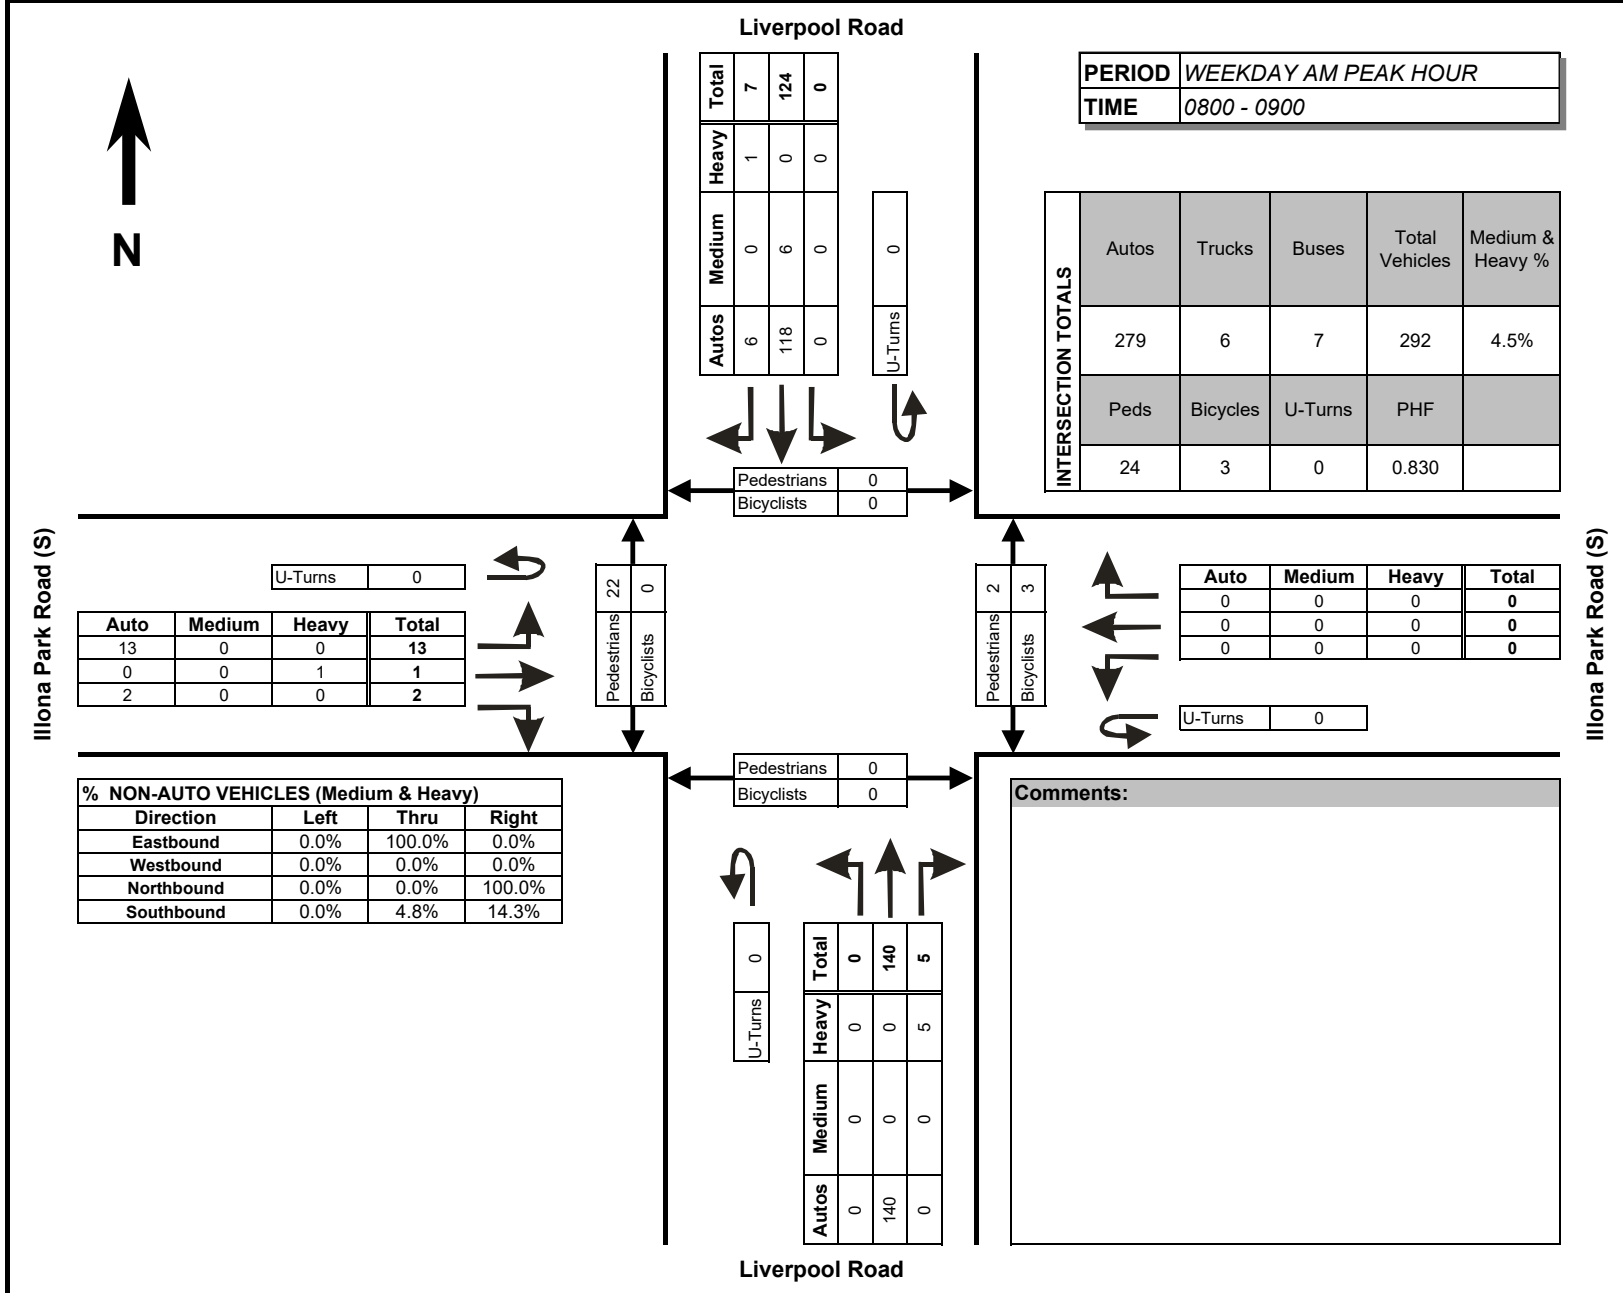 Liverpool Road
PERIOD WEEKDAY AM PEAK HOUR
TIME 0800 - 0900
N
Total 7 124 0
Heavy 1 0 0
Medium 0 6 0
Autos 6 118 0
U-Turns 0
INTERSECTION TOTALS
Autos Trucks Buses Total Vehicles Medium & Heavy %
279 6 7 292 4.5%
Peds Bicycles U-Turns PHF
24 3 0 0.830
Pedestrians 0
Bicyclists 0
Illona Park Road (S)
U-Turns 0
Auto Medium Heavy Total
13 0 0 13
0 0 1 1
2 0 0 2
Pedestrians 22
Bicyclists 0
Pedestrians 2
Bicyclists 3
Auto Medium Heavy Total
0 0 0 0
0 0 0 0
0 0 0 0
U-Turns 0
Illona Park Road (S)
Pedestrians 0
Bicyclists 0
% NON-AUTO VEHICLES (Medium & Heavy)
Direction Left Thru Right
Eastbound 0.0% 100.0% 0.0%
Westbound 0.0% 0.0% 0.0%
Northbound 0.0% 0.0% 100.0%
Southbound 0.0% 4.8% 14.3%
Comments:
U-Turns 0
Total 0 140 5
Heavy 0 0 5
Medium 0 0 0
Autos 0 140 0
Liverpool Road